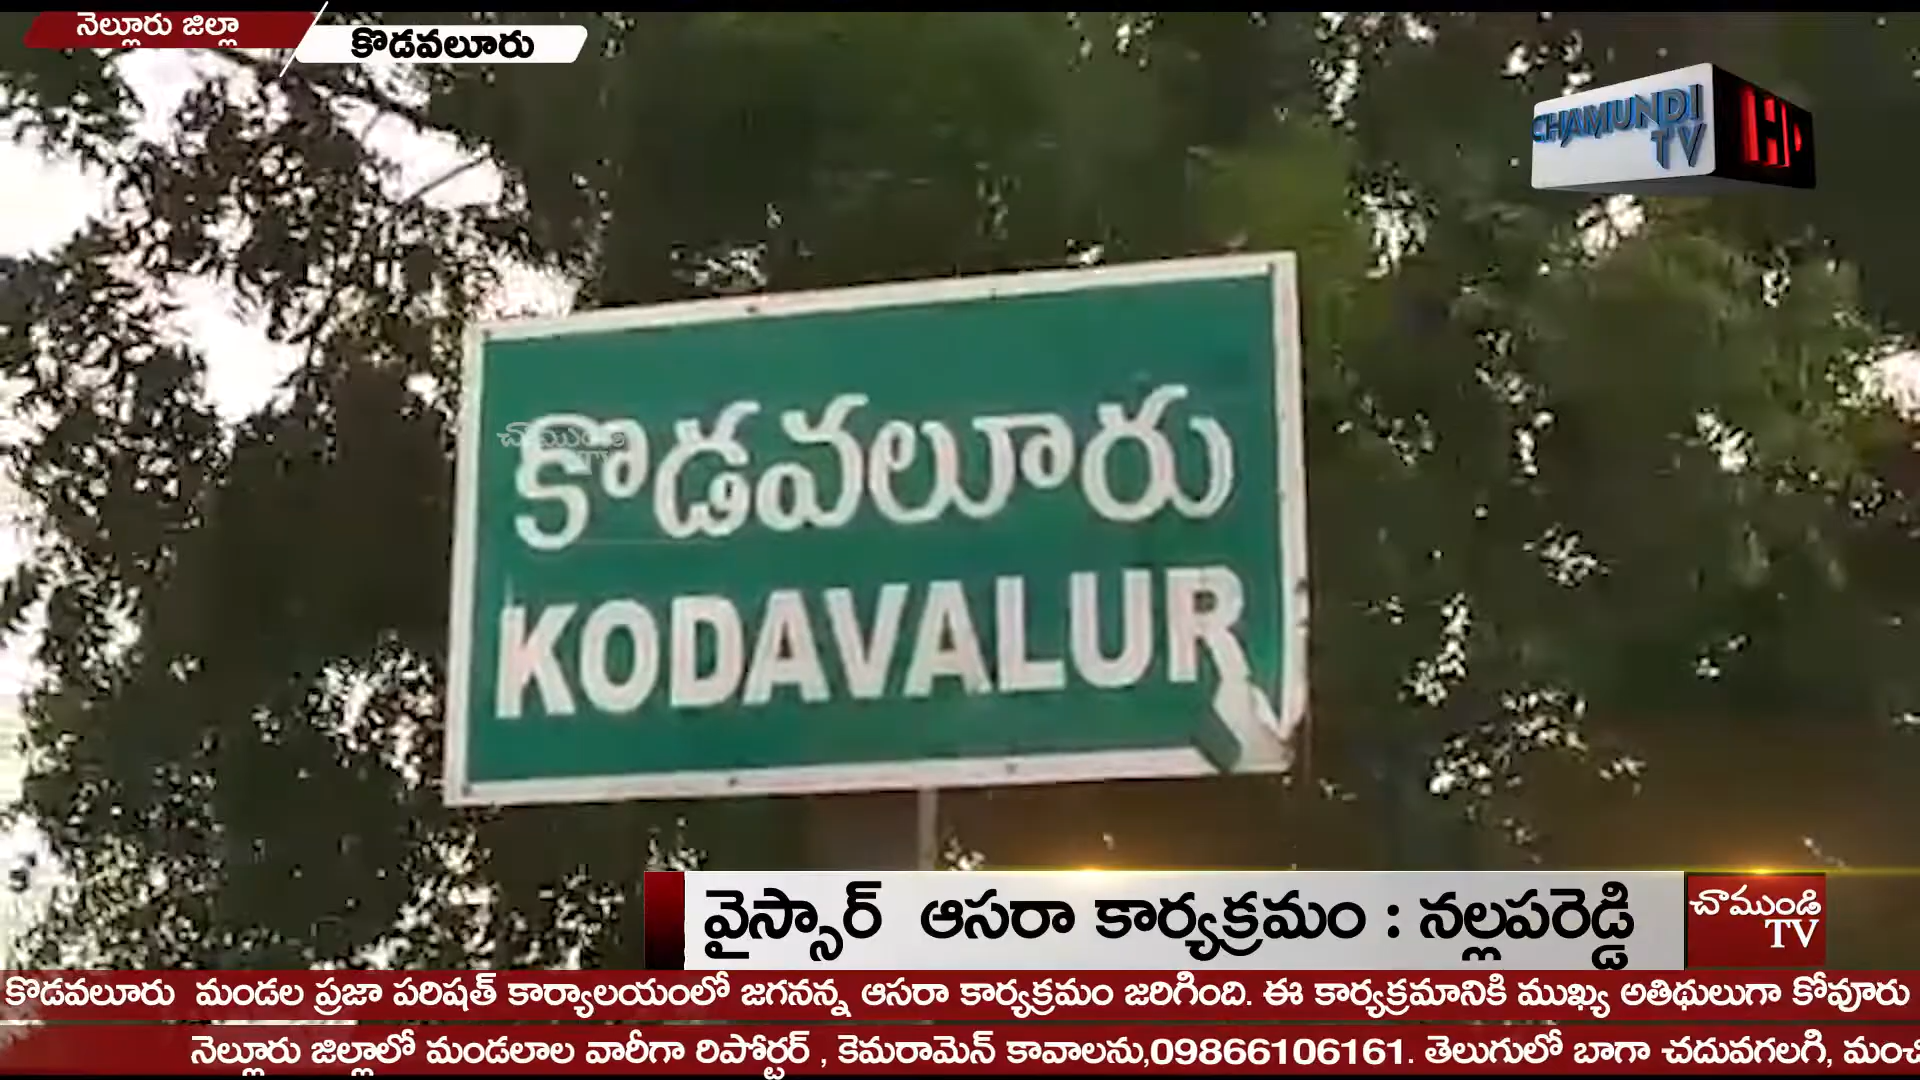 నెల్లూరు జిల్లా
కొడవలూరు
CHAMUNDI
TV
HD
కొడవలూరు
KODAVALUR
వైస్సార్ ఆసరా కార్యక్రమం : నల్లపరెడ్డి
చాముండి
TV
కొడవలూరు మండల ప్రజా పరిషత్ కార్యాలయంలో జగనన్న ఆసరా కార్యక్రమం జరిగింది. ఈ కార్యక్రమానికి ముఖ్య అతిథులుగా కోవూరు
నెల్లూరు జిల్లాలో మండలాల వారీగా రిపోర్టర్ , కెమరామెన్ కావాలను,09866106161. తెలుగులో బాగా చదువగలగి,